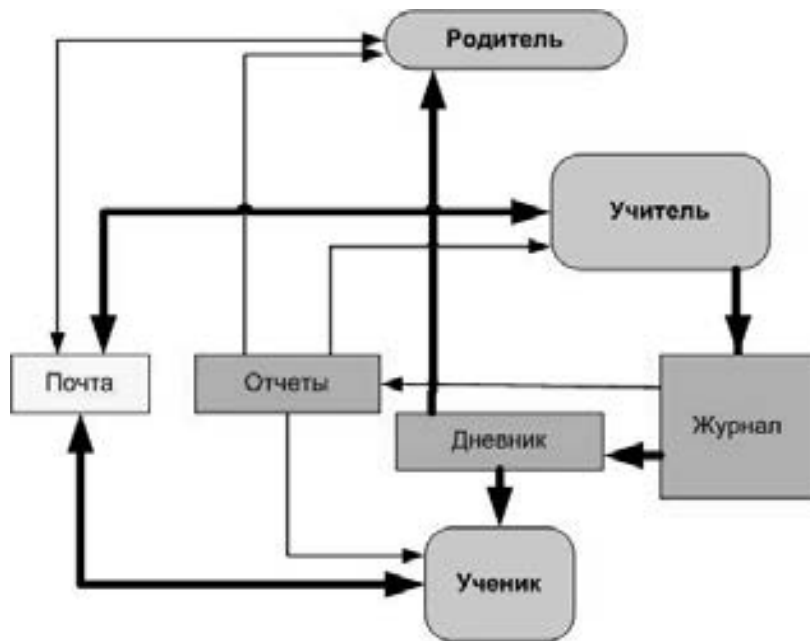 Родитель
Учитель
Почта
Отчеты
Журнал
Дневник
Ученик